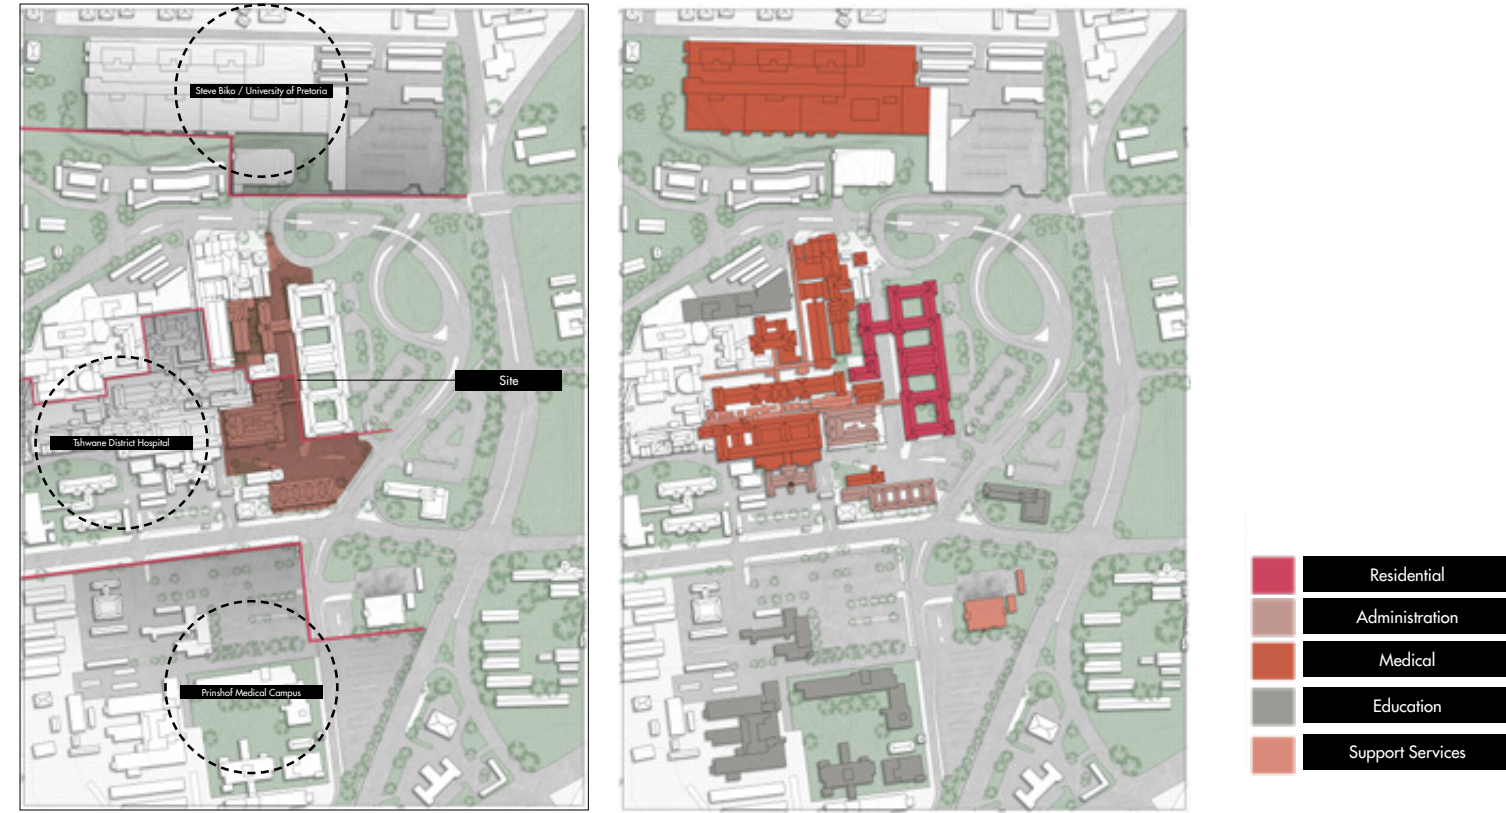 Steve Biko / University of Pretoria
Site
Tshwane District Hospital
Prinshof Medical Campus
Residential
Administration
Medical
Education
Support Services